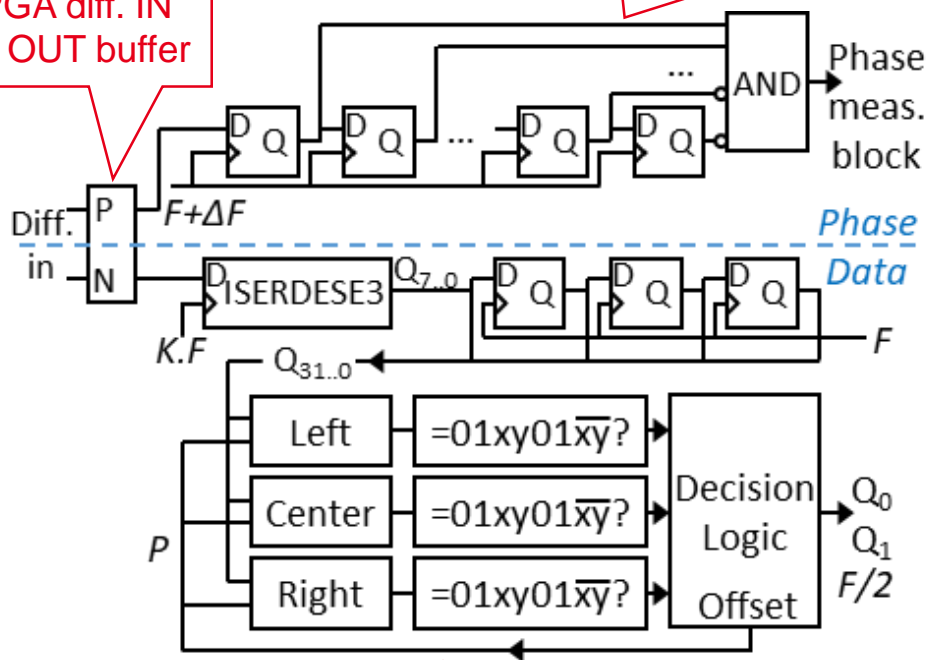 GA diff. IN
OUT buffer
D Q
D Q
...
D Q
D Q
...
AND
Phase
meas.
block
Diff.
in
P
N
F+ΔF
Phase
Data
D
ISERDESE3
K.F
Q7..0
D Q
D Q
D Q
F
Q31..0
Left
=01xy01x̅y̅?
Center
=01xy01x̅y̅?
Right
=01xy01x̅y̅?
P
Decision
Logic
Offset
Q0
Q1
F/2